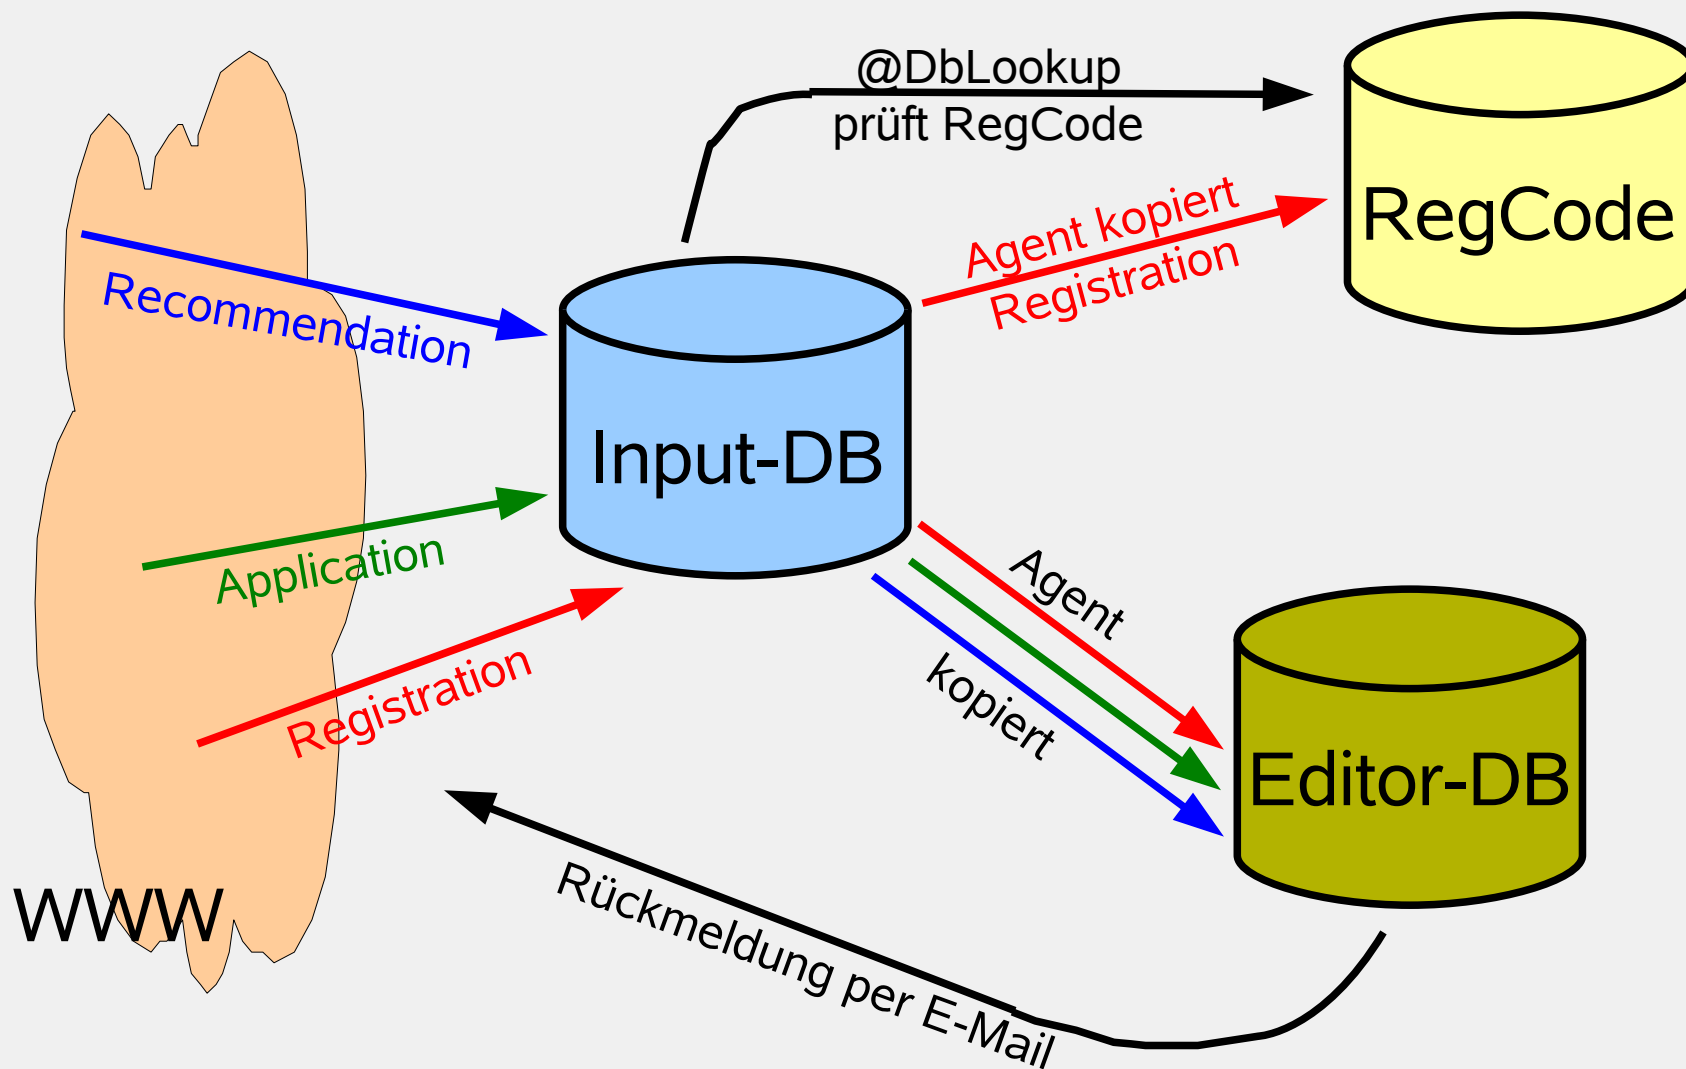 @DbLookup
prüft RegCode
RegCode
Agent kopiert
Registration
Recommendation
Input-DB
Application
Registration
Agent
kopiert
Editor-DB
WWW
Rückmeldung per E-Mail